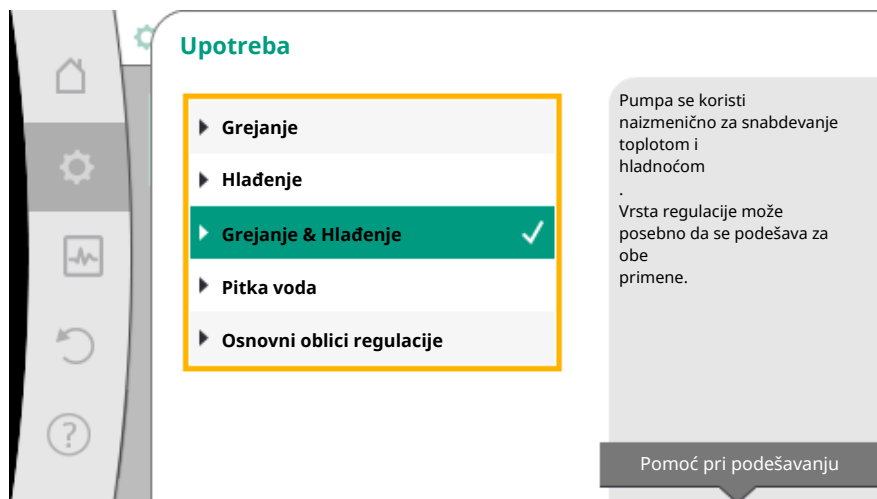 Upotreba
Grejanje
Hlađenje
Grejanje & Hlađenje
Pitka voda
Osnovni oblici regulacije
Pumpa se koristi
naizmenično za snabdevanje
toplotom i
hladnoćom
.
Vrsta regulacije može
posebno da se podešava za
obe
primene.
Pomoć pri podešavanju
?